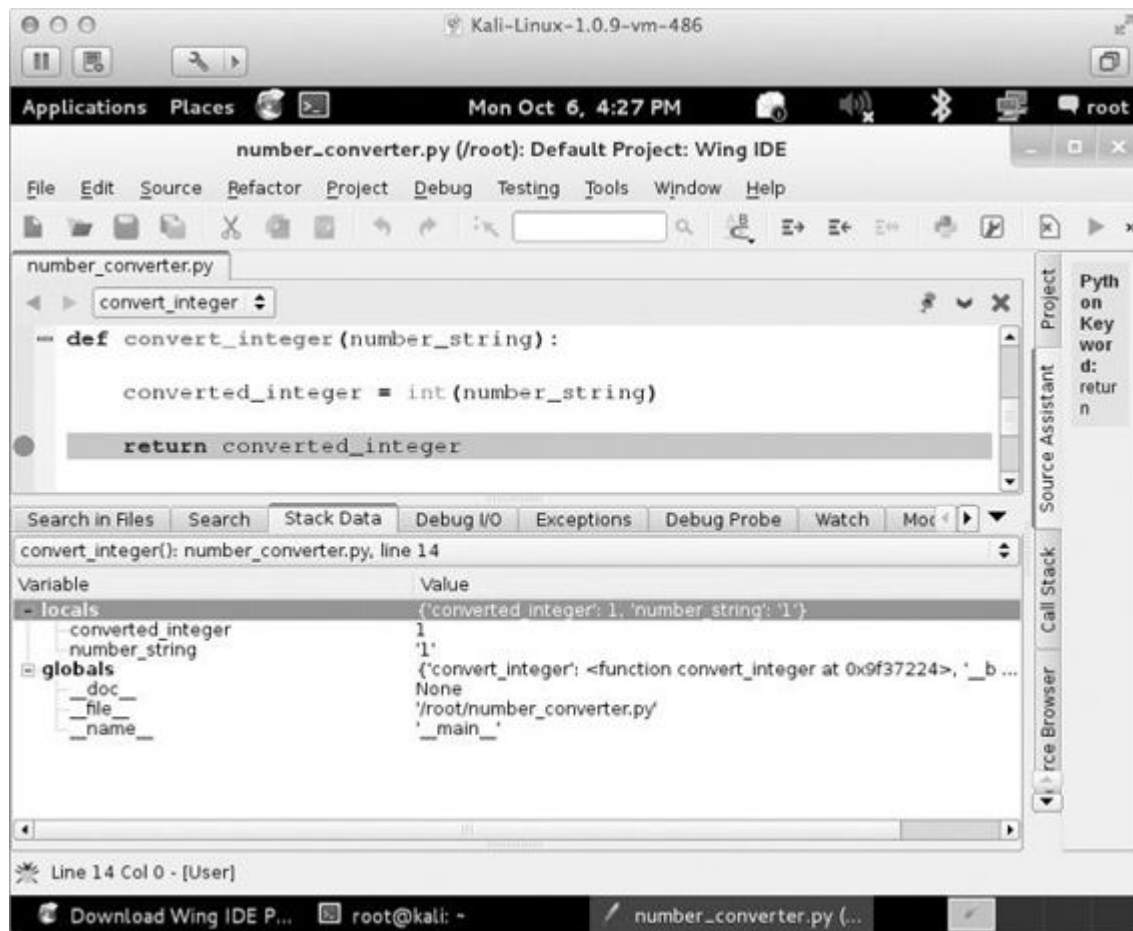 Kali-Linux-1.0.9-vm-486
Applications Places Mon Oct 6, 4:27 PM root
number_converter.py (/root): Default Project: Wing IDE
File Edit Source Refactor Project Debug Testing Tools Window Help
number_converter.py
convert_integer
def convert_integer(number_string):
converted_integer = int(number_string)
return converted_integer
Project
Source Assistant
Call Stack
rce Browser
Pyth
on
Key
wor
d:
retur
n
Search in Files Search Stack Data Debug I/O Exceptions Debug Probe Watch Moc
convert_integer(): number_converter.py, line 14
Variable Value
locals {'converted_integer': 1, 'number_string': '1'}
converted_integer 1
number_string '1'
globals {'convert_integer': <function convert_integer at 0x9f37224>, '__b ...
__doc__ None
__file__ '/root/number_converter.py'
__name__ '__main__'
Line 14 Col 0 - [User]
Download Wing IDE P... root@kali: ~ number_converter.py (...